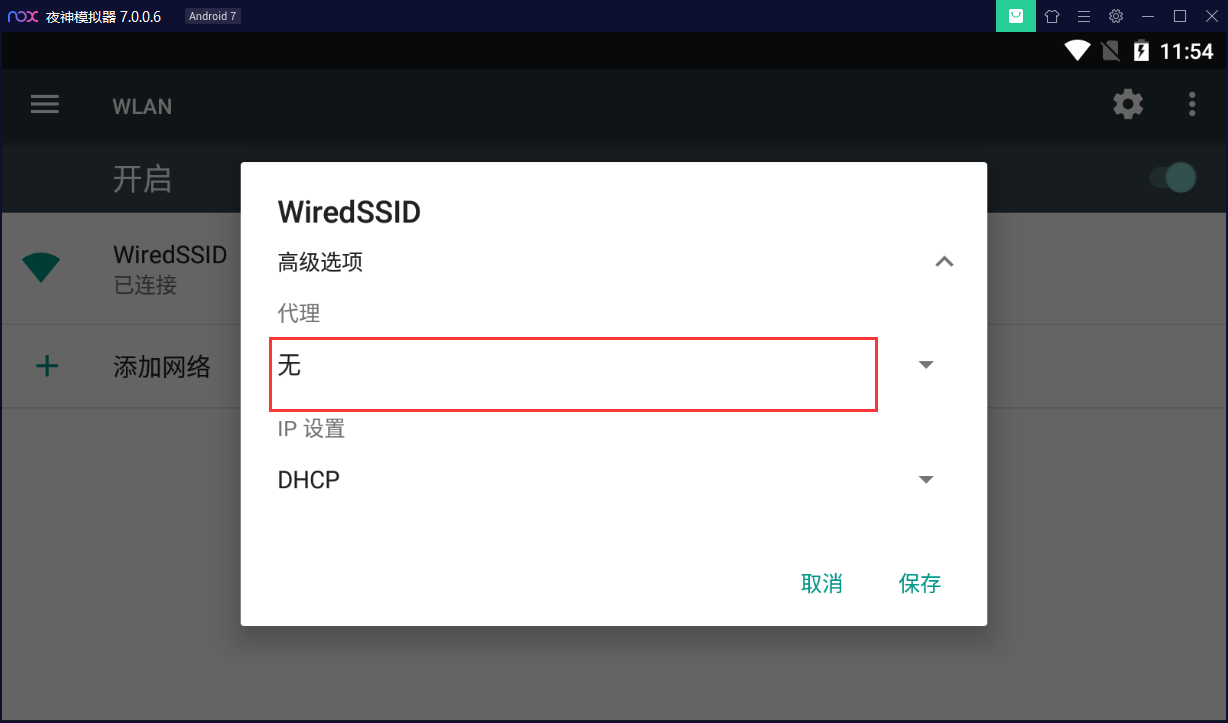 nox 夜神模拟器 7.0.0.6 Android 7
11:54
WLAN
开启
WiredSSID
已连接
添加网络
WiredSSID
高级选项
代理
无
IP 设置
DHCP
取消 保存